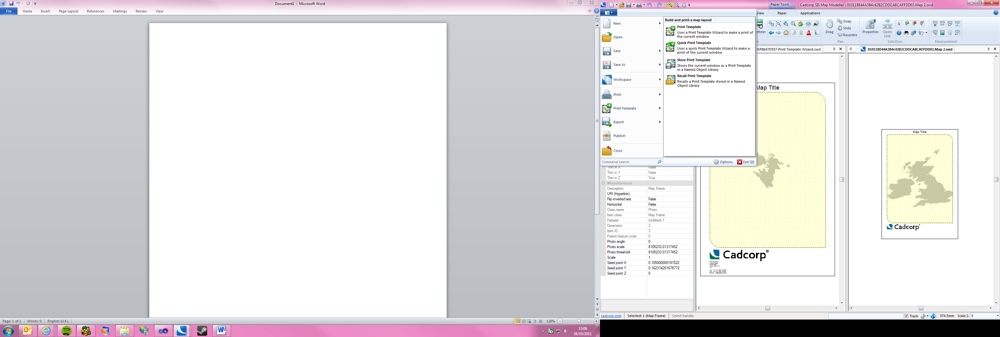 Document1 - Microsoft Word
File Home Insert Page Layout References Mailings Review View
Page: 1 of 1 Words: 0 English (U.K.)
120%
15:06
28/10/2011
Paper Tools
Cadcorp SIS Map Modeller - 01011BE44A3B4c42B2CDDCA8CAFFDD03.Map 2.swd
View Paper Applications
New
Open
Save
Save As
Workspace
Print
Print Template
Export
Publish
Close
Command search
Options Exit SIS
Build and print a map layout
Print Template
Uses a Print Template Wizard to make a print of
the current window
Quick Print Template
Uses a quick Print Template Wizard to make a
print of the current window
Store Print Template
Stores the current window as a Print Template
in a Named Object Library
Recall Print Template
Recalls a Print Template stored in a Named
Object Library
etteer
Drag
Snap
Slide
Recentre
Pan
Properties
Open
Link
Selection
Measurement
35F8647D557.Print Template Wizard.swd
01011BE44A3B4c42B2CDDCA8CAFFDD03.Map 2.swd
Thin in X False
Thin in Y False
Thin in Z True
Miscellaneous
Description Map Frame
URI (Hyperlink)
Flip inverted text False
Horizontal False
Class name Photo
Item class Map Frame
Dataset (Untitled) 1
Dimension 2
Item ID 3
Parent feature code 0
Photo angle 0
Photo scale 8105233.01317452
Photo threshold 8105233.01317452
Scale 1
Seed point X 0.105000000191522
Seed point Y 0.162374201678772
Seed point Z 0
Map Title
Cadcorp®
Map Title
Cadcorp
cadcorp.com Selected: 1 (Map Frame) Select handle
Track 374.5mm Scale 1: 3